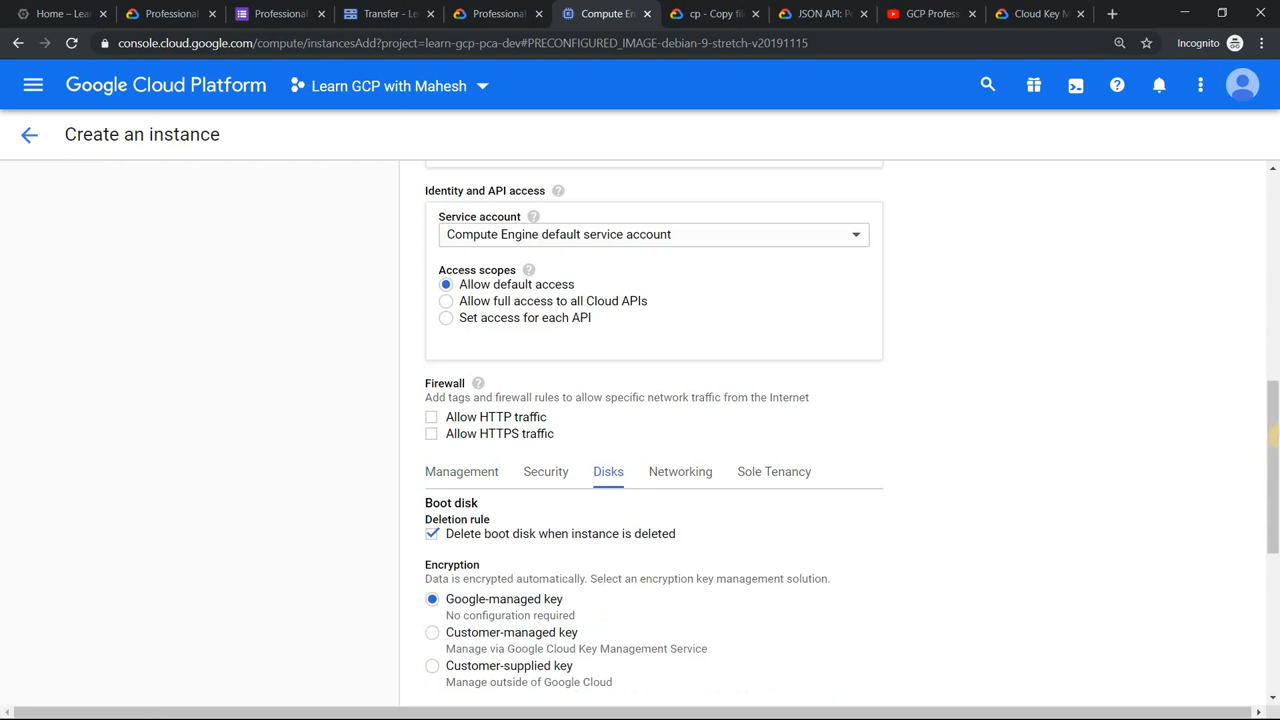 Home – Lea
Professional
Professional
Transfer - Le
Professional
Compute En
cp - Copy fil
JSON API: Po
GCP Profess
Cloud Key M
console.cloud.google.com/compute/instancesAdd?project=learn-gcp-pca-dev#PRECONFIGURED_IMAGE-debian-9-stretch-v20191115
Incognito
Google Cloud Platform
Learn GCP with Mahesh
Create an instance
Identity and API access
Service account
Compute Engine default service account
Access scopes
Allow default access
Allow full access to all Cloud APIs
Set access for each API
Firewall
Add tags and firewall rules to allow specific network traffic from the Internet
Allow HTTP traffic
Allow HTTPS traffic
Management Security Disks Networking Sole Tenancy
Boot disk
Deletion rule
Delete boot disk when instance is deleted
Encryption
Data is encrypted automatically. Select an encryption key management solution.
Google-managed key
No configuration required
Customer-managed key
Manage via Google Cloud Key Management Service
Customer-supplied key
Manage outside of Google Cloud